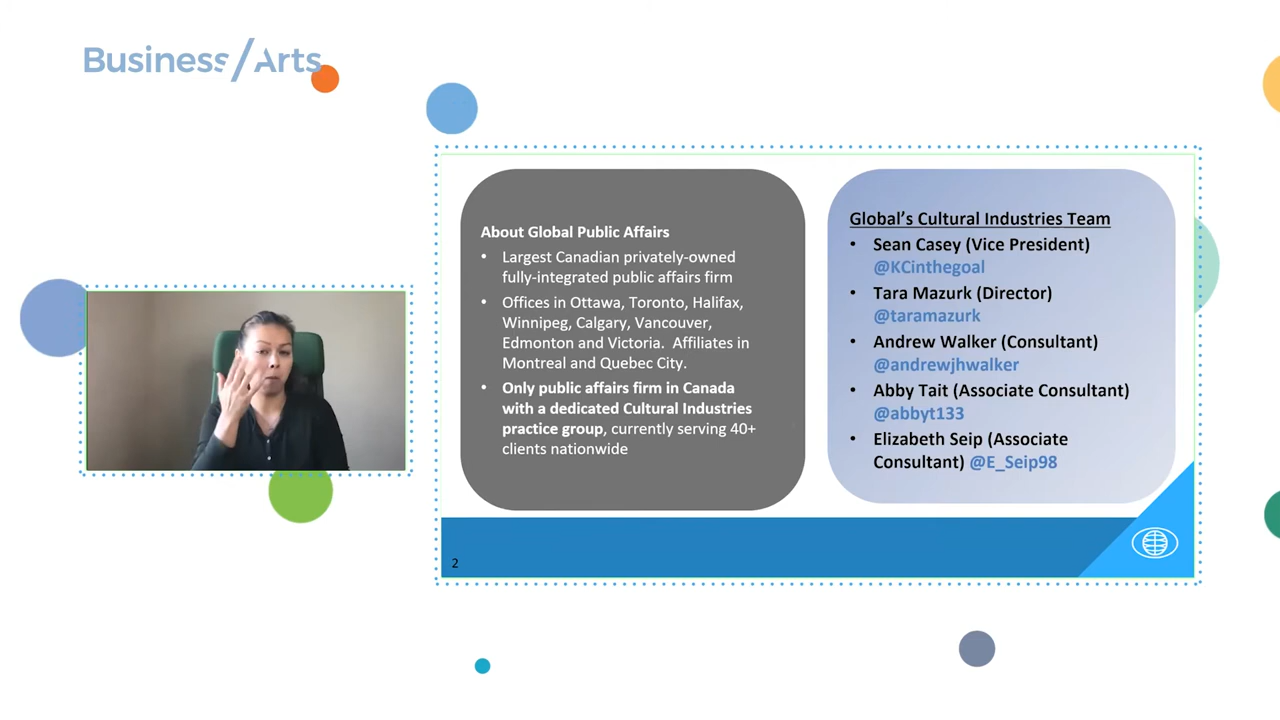 Business/Arts
About Global Public Affairs
• Largest Canadian privately-owned
fully-integrated public affairs firm
• Offices in Ottawa, Toronto, Halifax,
Winnipeg, Calgary, Vancouver,
Edmonton and Victoria.  Affiliates in
Montreal and Quebec City.
• Only public affairs firm in Canada
with a dedicated Cultural Industries
practice group, currently serving 40+
clients nationwide
Global's Cultural Industries Team
• Sean Casey (Vice President)
@KCinthegoal
• Tara Mazurk (Director)
@taramazurk
• Andrew Walker (Consultant)
@andrewjhwalker
• Abby Tait (Associate Consultant)
@abbyt133
• Elizabeth Seip (Associate
Consultant) @E_Seip98
2